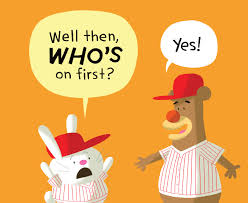 Well then,
WHO'S
on first?
Yes!